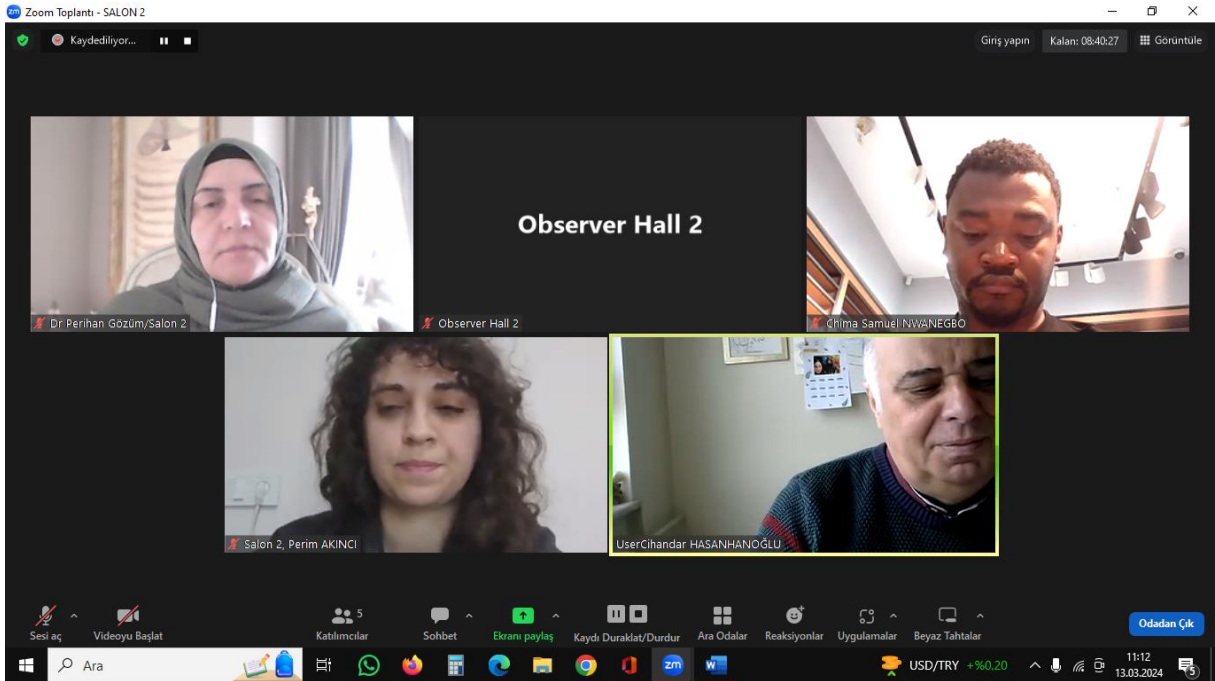 Zoom Toplantı - SALON 2
Kaydediliyor...
Giriş yapın
Kalan: 08:40:27
Görüntüle
Dr Perihan Gözüm/Salon 2
Observer Hall 2
Observer Hall 2
Chima Samuel NWANEGBO
Salon 2, Perim AKINCI
UserCihandar HASANHANOĞLU
Sesi aç
Videoyu Başlat
5
Katılımcılar
Sohbet
Ekranı paylaş
Kaydı Duraklat/Durdur
Ara Odalar
Reaksiyonlar
Uygulamalar
Beyaz Tahtalar
Odadan Çık
Ara
zm
W
USD/TRY +%0.20
11:12
13.03.2024
5